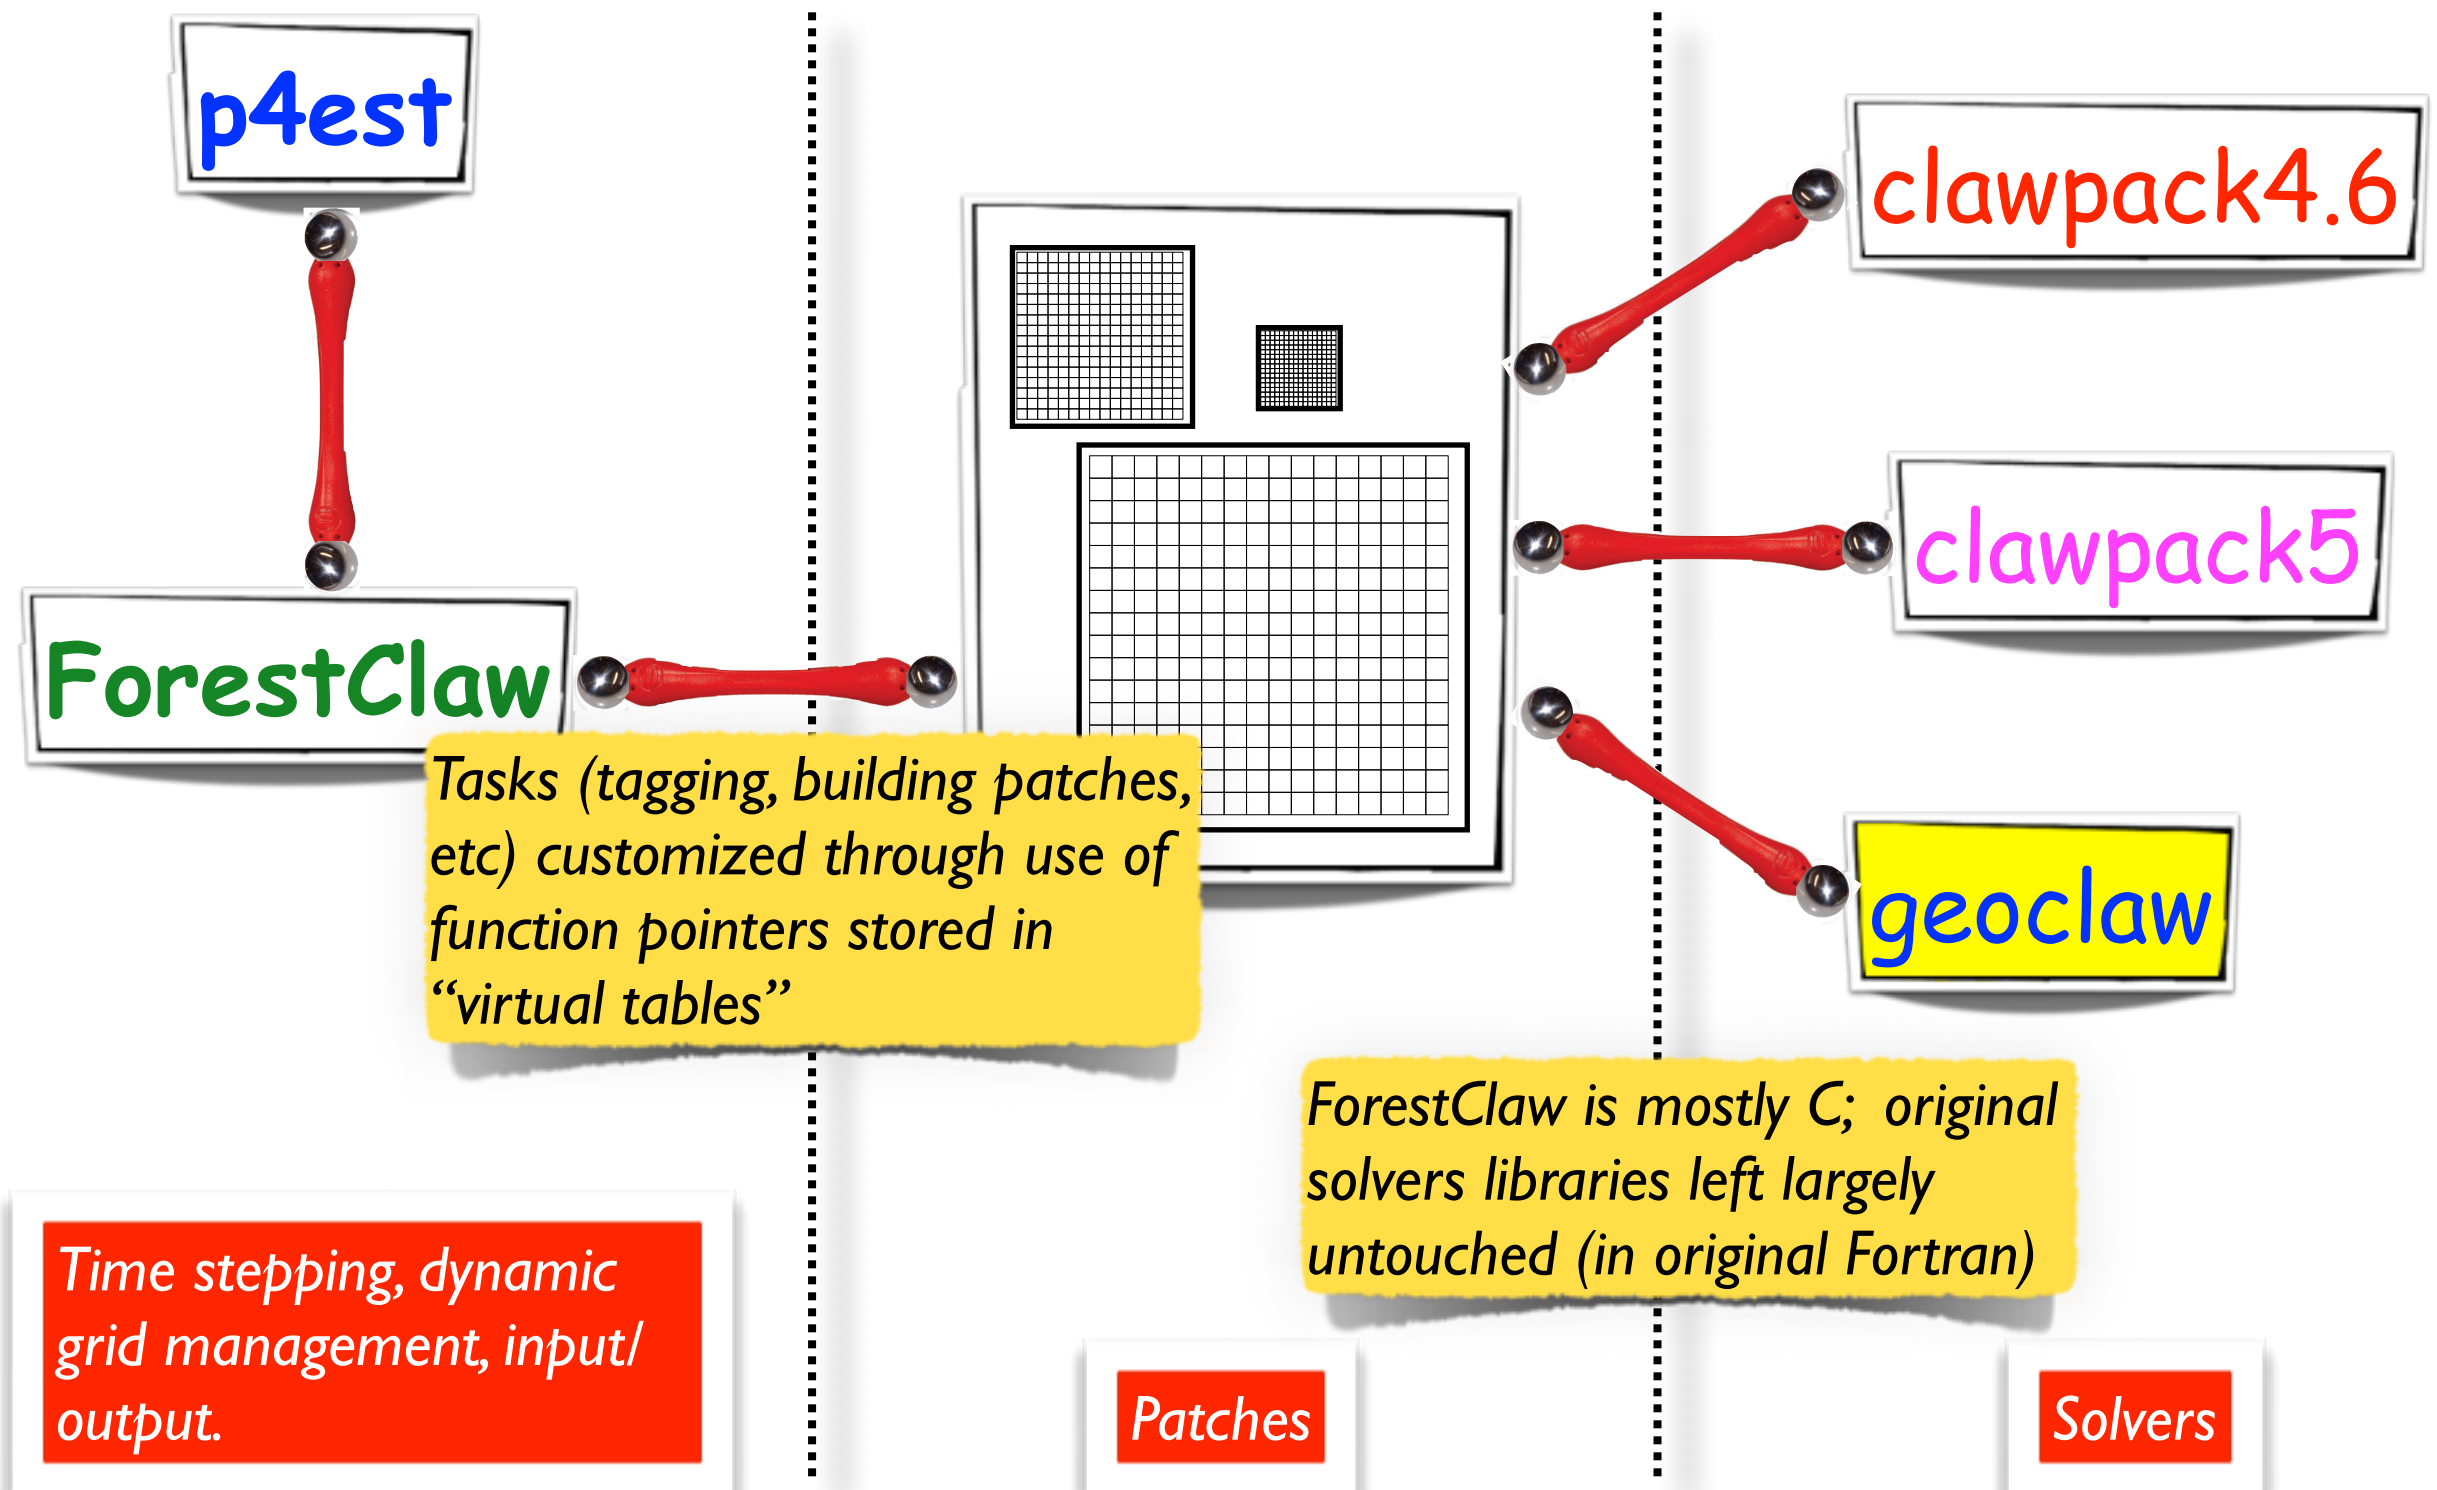 p4est
ForestClaw
clawpack4.6
clawpack5
geoclaw
Tasks (tagging, building patches,
etc) customized through use of
function pointers stored in
“virtual tables”
ForestClaw is mostly C;  original
solvers libraries left largely
untouched (in original Fortran)
Time stepping, dynamic
grid management, input/
output.
Patches
Solvers